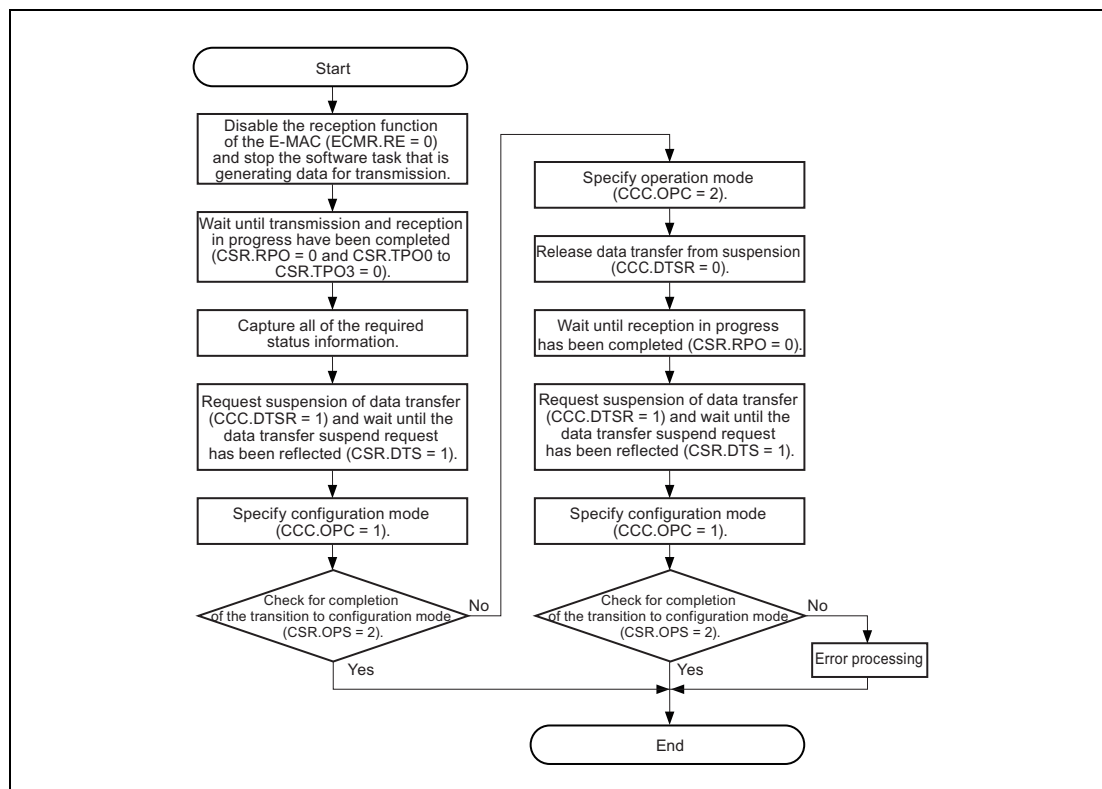 Start
Disable the reception function
of the E-MAC (ECMR.RE = 0)
and stop the software task that is
generating data for transmission.
Wait until transmission and reception
in progress have been completed
(CSR.RPO = 0 and CSR.TPO0 to
CSR.TPO3 = 0).
Capture all of the required
status information.
Request suspension of data transfer
(CCC.DTSR = 1) and wait until the
data transfer suspend request
has been reflected (CSR.DTS = 1).
Specify configuration mode
(CCC.OPC = 1).
Check for completion
of the transition to configuration mode
(CSR.OPS = 2).
No
Yes
Specify operation mode
(CCC.OPC = 2).
Release data transfer from suspension
(CCC.DTSR = 0).
Wait until reception in progress
has been completed (CSR.RPO = 0).
Request suspension of data transfer
(CCC.DTSR = 1) and wait until the
data transfer suspend request
has been reflected (CSR.DTS = 1).
Specify configuration mode
(CCC.OPC = 1).
Check for completion
of the transition to configuration mode
(CSR.OPS = 2).
No
Error processing
Yes
End